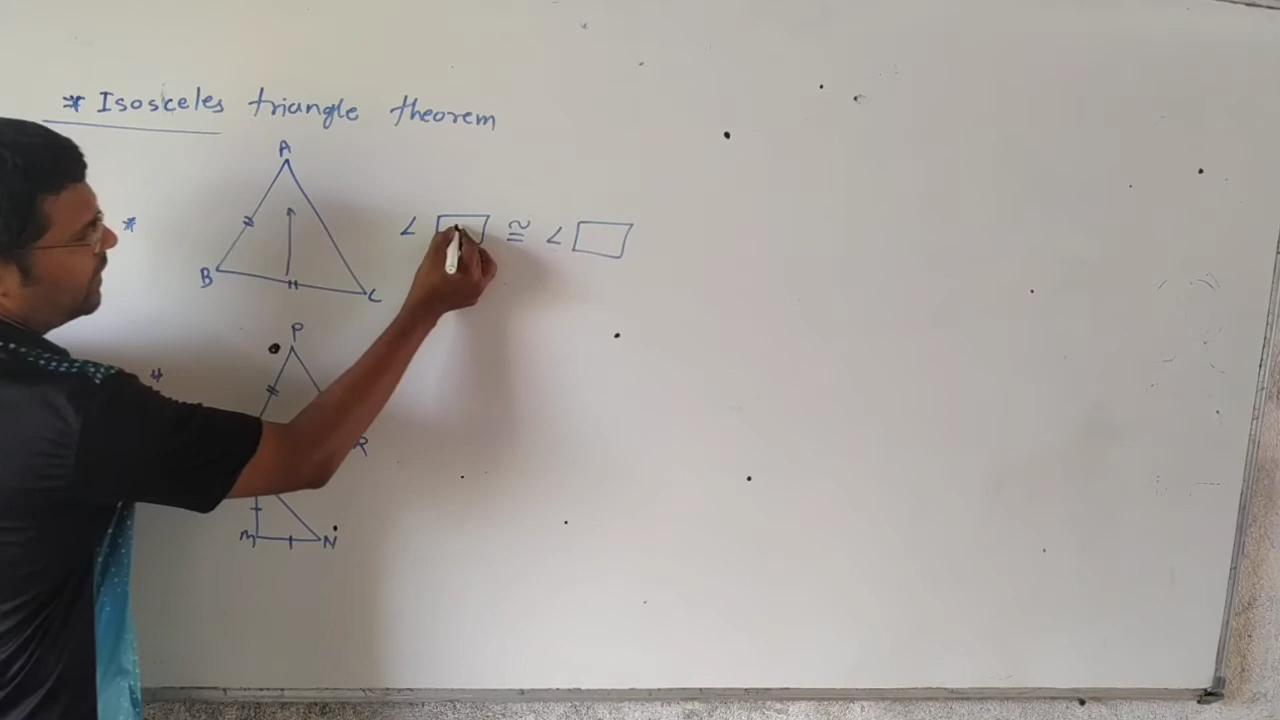 * Isosceles triangle theorem
A
*
∠ ≅ ∠
B
C
P
R
M
N